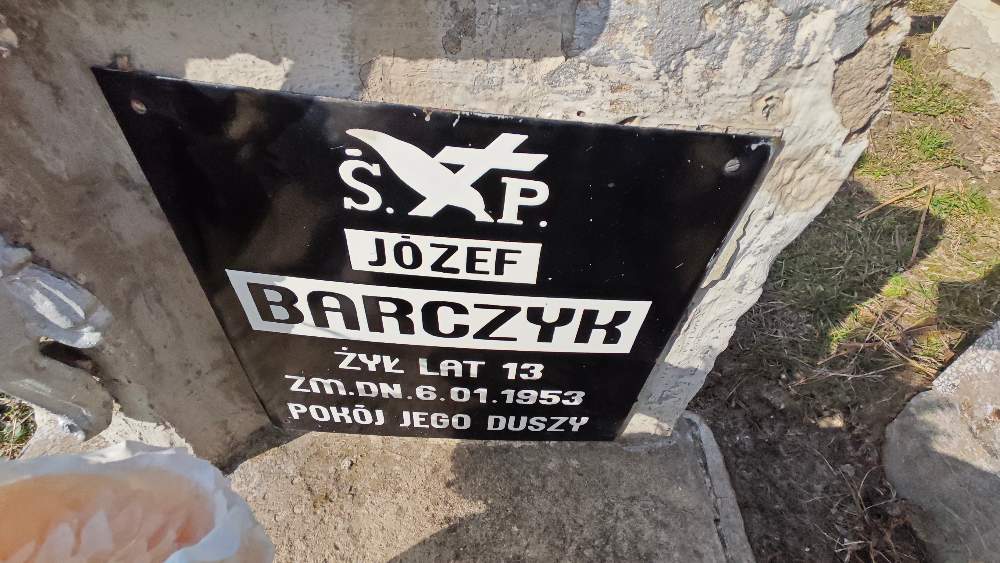 Ś. P.
JÓZEF
BARCZYK
ŻYŁ LAT 13
ZM.DN.6.01.1953
POKÓJ JEGO DUSZY